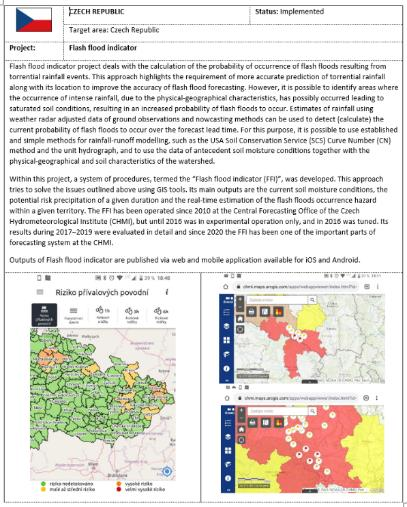 CZECH REPUBLIC
Status: Implemented
Target area: Czech Republic
Project:
Flash flood indicator
Flash flood indicator project deals with the calculation of the probability of occurrence of flash floods resulting from
torrential rainfall events. This approach highlights the requirement of more accurate prediction of torrential rainfall
along with its location to improve the accuracy of flash flood forecasting. However, it is possible to identify areas where
the occurrence of intense rainfall, due to the physical-geographical characteristics, has possibly occurred leading to
saturated soil conditions, resulting in an increased probability of flash floods to occur. Estimates of rainfall using
weather radar adjusted data of ground observations and nowcasting methods can be used to detect (calculate) the
current probability of flash floods to occur over the forecast lead time. For this purpose, it is possible to use established
and simple methods for rainfall-runoff modelling, such as the USA Soil Conservation Service (SCS) Curve Number (CN)
method and the unit hydrograph, and to use the data of antecedent soil moisture conditions together with the
physical-geographical and soil characteristics of the watershed.
Within this project, a system of procedures, termed the "Flash flood indicator (FFI)", was developed. This approach
tries to solve the issues outlined above using GIS tools. Its main outputs are the current soil moisture conditions, the
potential risk precipitation of a given duration and the real-time estimation of the flash floods occurrence hazard
within a given territory. The FFI has been operated since 2010 at the Central Forecasting Office of the Czech
Hydrometeorological Institute (CHMI), but until 2016 was in experimental operation only, and in 2016 was tuned. Its
results during 2017–2019 were evaluated in detail and since 2020 the FFI has been one of the important parts of
forecasting system at the CHMI.
Outputs of Flash flood indicator are published via web and mobile application available for iOS and Android.
Riziko přívalových povodní
1h
3h
6h
riziko nedetekováno
vysoké riziko
malé až střední riziko
velmi vysoké riziko